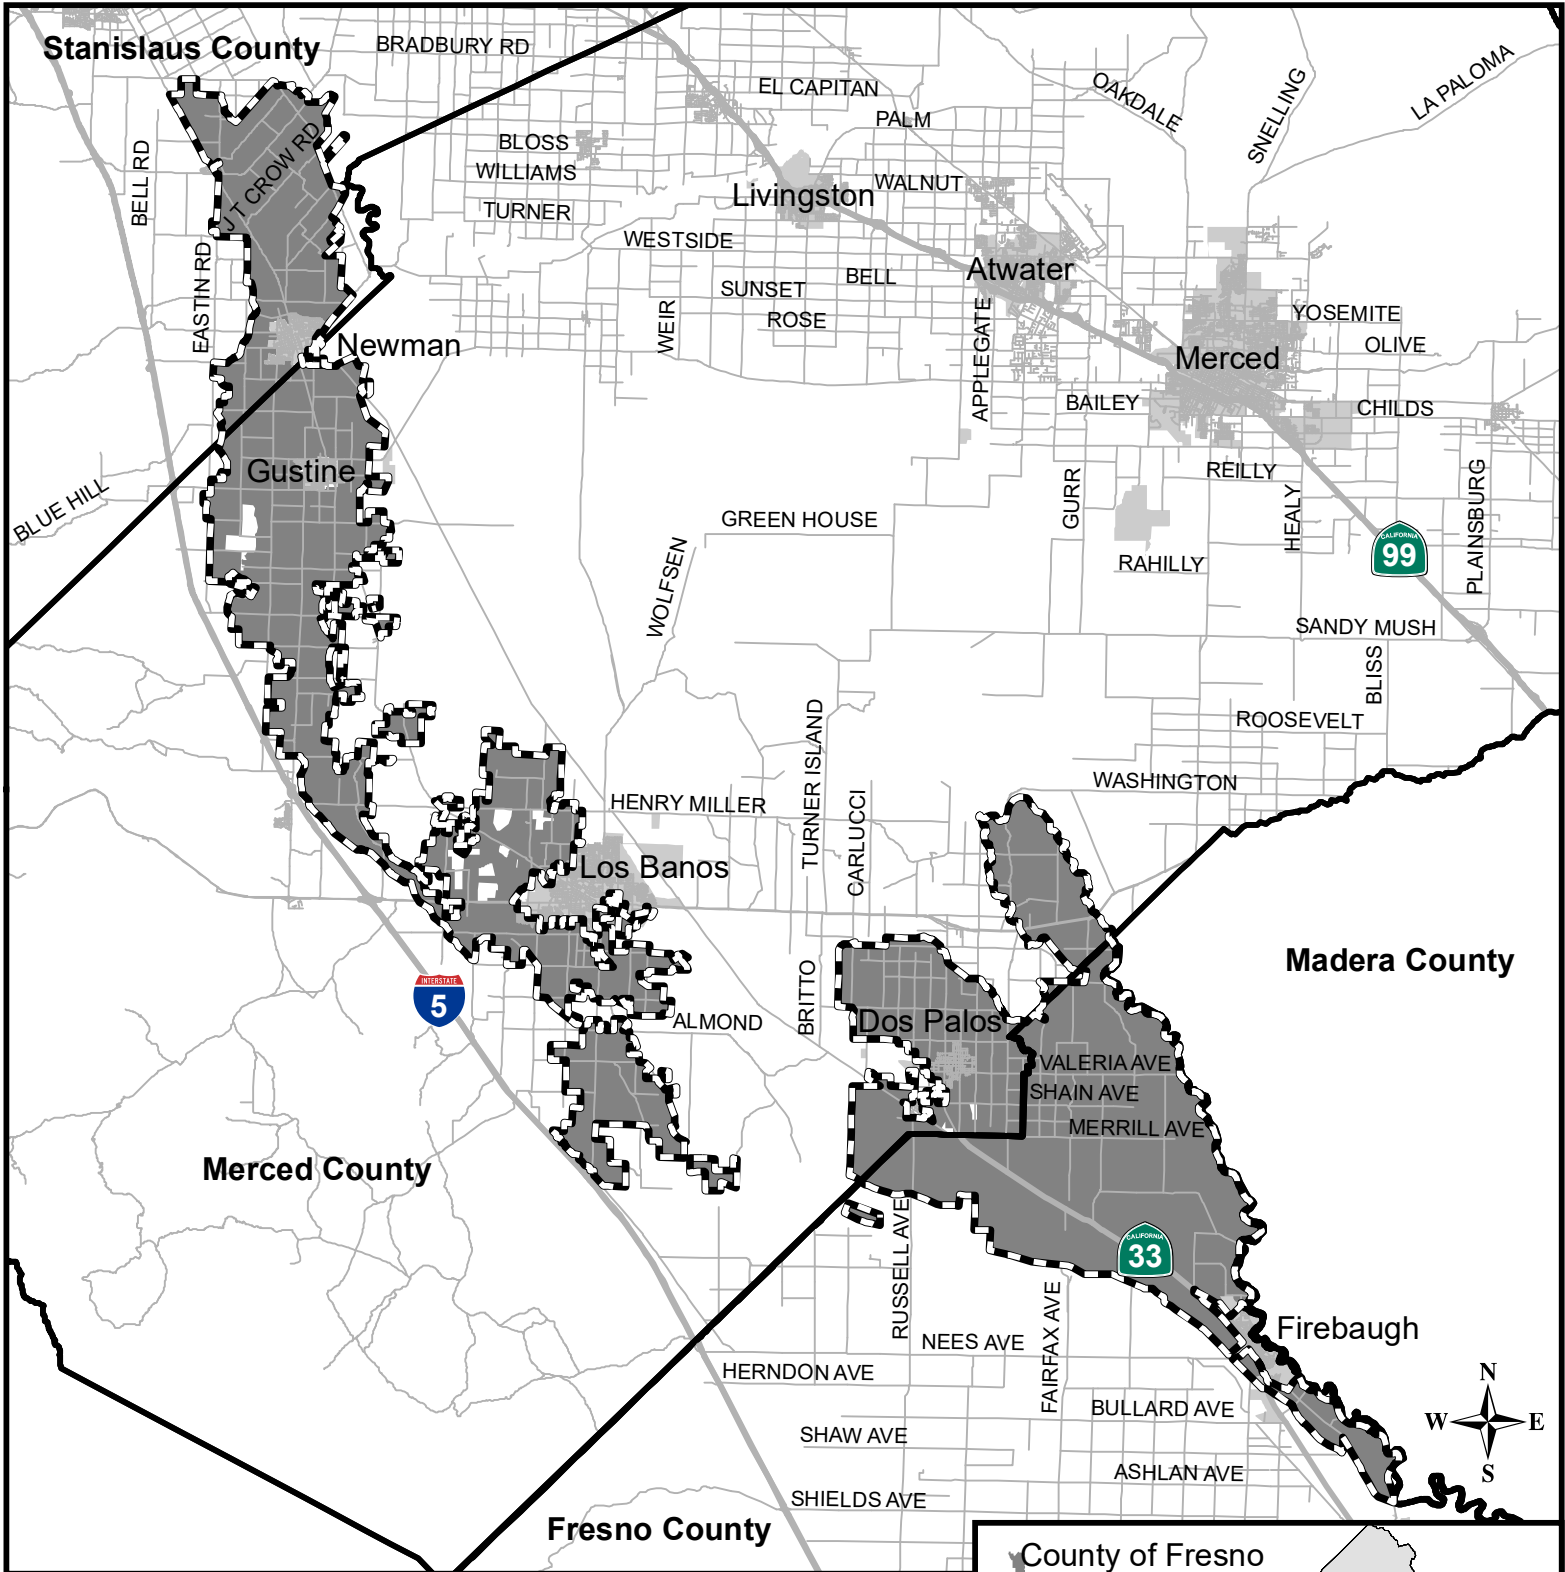 Stanislaus County
BRADBURY RD
EL CAPITAN
OAKDALE
SNELLING
LA PALOMA
PALM
BLOSS
WILLIAMS
TURNER
WALNUT
Livingston
BELL RD
J T CROW RD
WESTSIDE
EASTIN RD
BELL
Atwater
SUNSET
ROSE
WEIR
APPLEGATE
YOSEMITE
OLIVE
Newman
Merced
BAILEY
CHILDS
Gustine
BLUE HILL
REILLY
GURR
HEALY
PLAINSBURG
GREEN HOUSE
WOLFSEN
CALIFORNIA
99
RAHILLY
SANDY MUSH
BLISS
ROOSEVELT
TURNER ISLAND
WASHINGTON
HENRY MILLER
CARLUCCI
Los Banos
Madera County
INTERSTATE
5
BRITTO
ALMOND
Dos Palos
VALERIA AVE
SHAIN AVE
MERRILL AVE
Merced County
RUSSELL AVE
CALIFORNIA
33
FAIRFAX AVE
Firebaugh
NEES AVE
HERNDON AVE
BULLARD AVE
SHAW AVE
ASHLAN AVE
SHIELDS AVE
N
W
E
S
Fresno County
County of Fresno